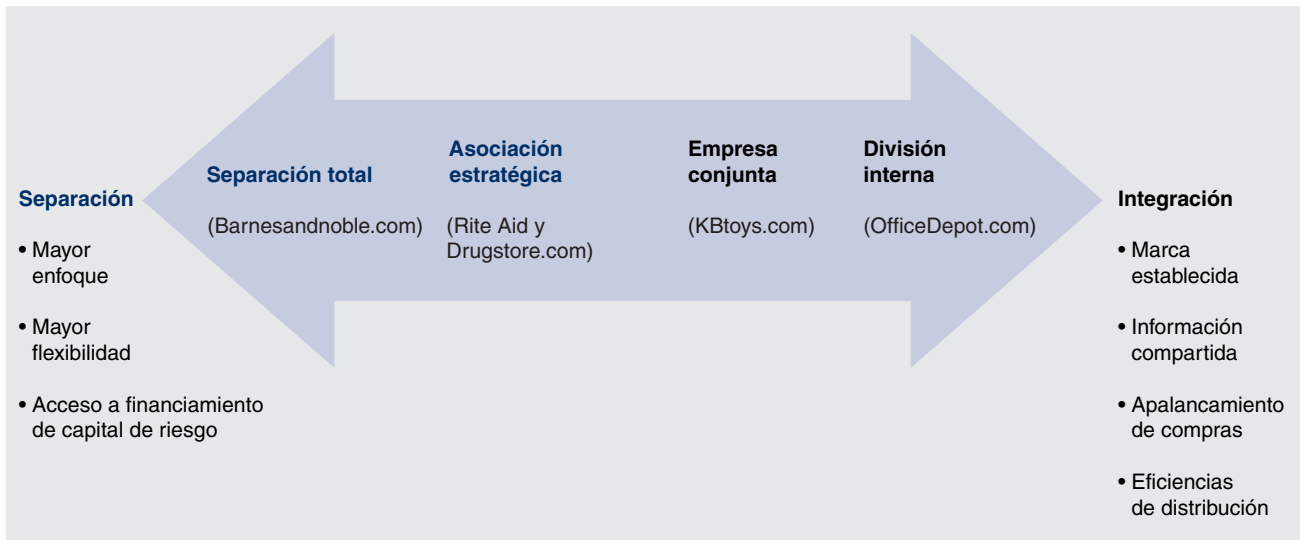 Separación
• Mayor
enfoque
• Mayor
flexibilidad
• Acceso a financiamiento
de capital de riesgo
Separación total
(Barnesandnoble.com)
Asociación
estratégica
(Rite Aid y
Drugstore.com)
Empresa
conjunta
(KBtoys.com)
División
interna
(OfficeDepot.com)
Integración
• Marca
establecida
• Información
compartida
• Apalancamiento
de compras
• Eficiencias
de distribución